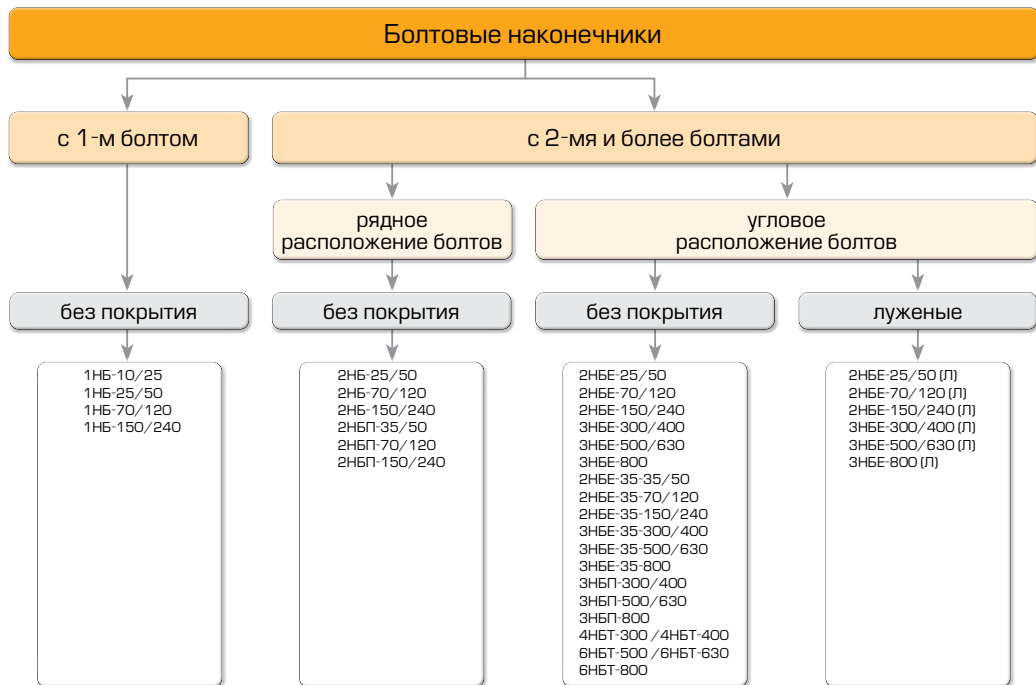 Болтовые наконечники
с 1-м болтом
с 2-мя и более болтами
рядное
расположение болтов
угловое
расположение болтов
без покрытия
без покрытия
без покрытия
луженые
1НБ-10/25
1НБ-25/50
1НБ-70/120
1НБ-150/240
2НБ-25/50
2НБ-70/120
2НБ-150/240
2НБП-35/50
2НБП-70/120
2НБП-150/240
2НБЕ-25/50
2НБЕ-70/120
2НБЕ-150/240
3НБЕ-300/400
3НБЕ-500/630
3НБЕ-800
2НБЕ-35-35/50
2НБЕ-35-70/120
2НБЕ-35-150/240
3НБЕ-35-300/400
3НБЕ-35-500/630
3НБЕ-35-800
3НБП-300/400
3НБП-500/630
3НБП-800
4НБТ-300 /4НБТ-400
6НБТ-500 /6НБТ-630
6НБТ-800
2НБЕ-25/50 (Л)
2НБЕ-70/120 (Л)
2НБЕ-150/240 (Л)
3НБЕ-300/400 (Л)
3НБЕ-500/630 (Л)
3НБЕ-800 (Л)